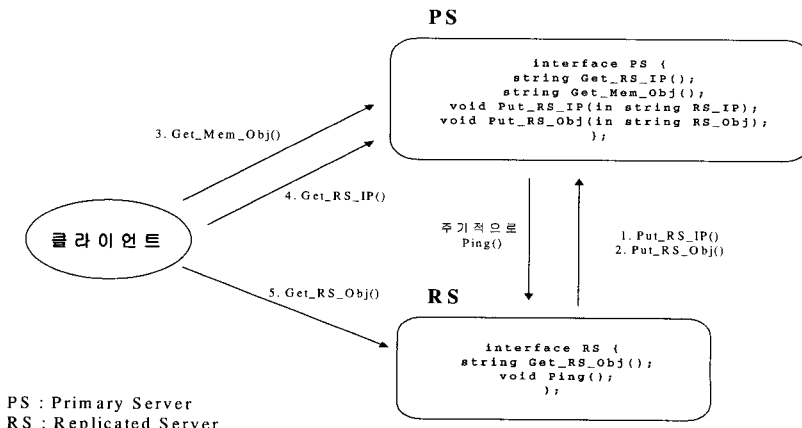 PS
interface PS {
string Get_RS_IP();
string Get_Mem_Obj();
void Put_RS_IP(in string RS_IP);
void Put_RS_Obj(in string RS_Obj);
};
3. Get_Mem_Obj()
4. Get_RS_IP()
클라이언트
주기적으로
Ping()
1. Put_RS_IP()
2. Put_RS_Obj()
5. Get_RS_Obj()
RS
interface RS {
string Get_RS_Obj();
void Ping();
};
PS : Primary Server
RS : Replicated Server